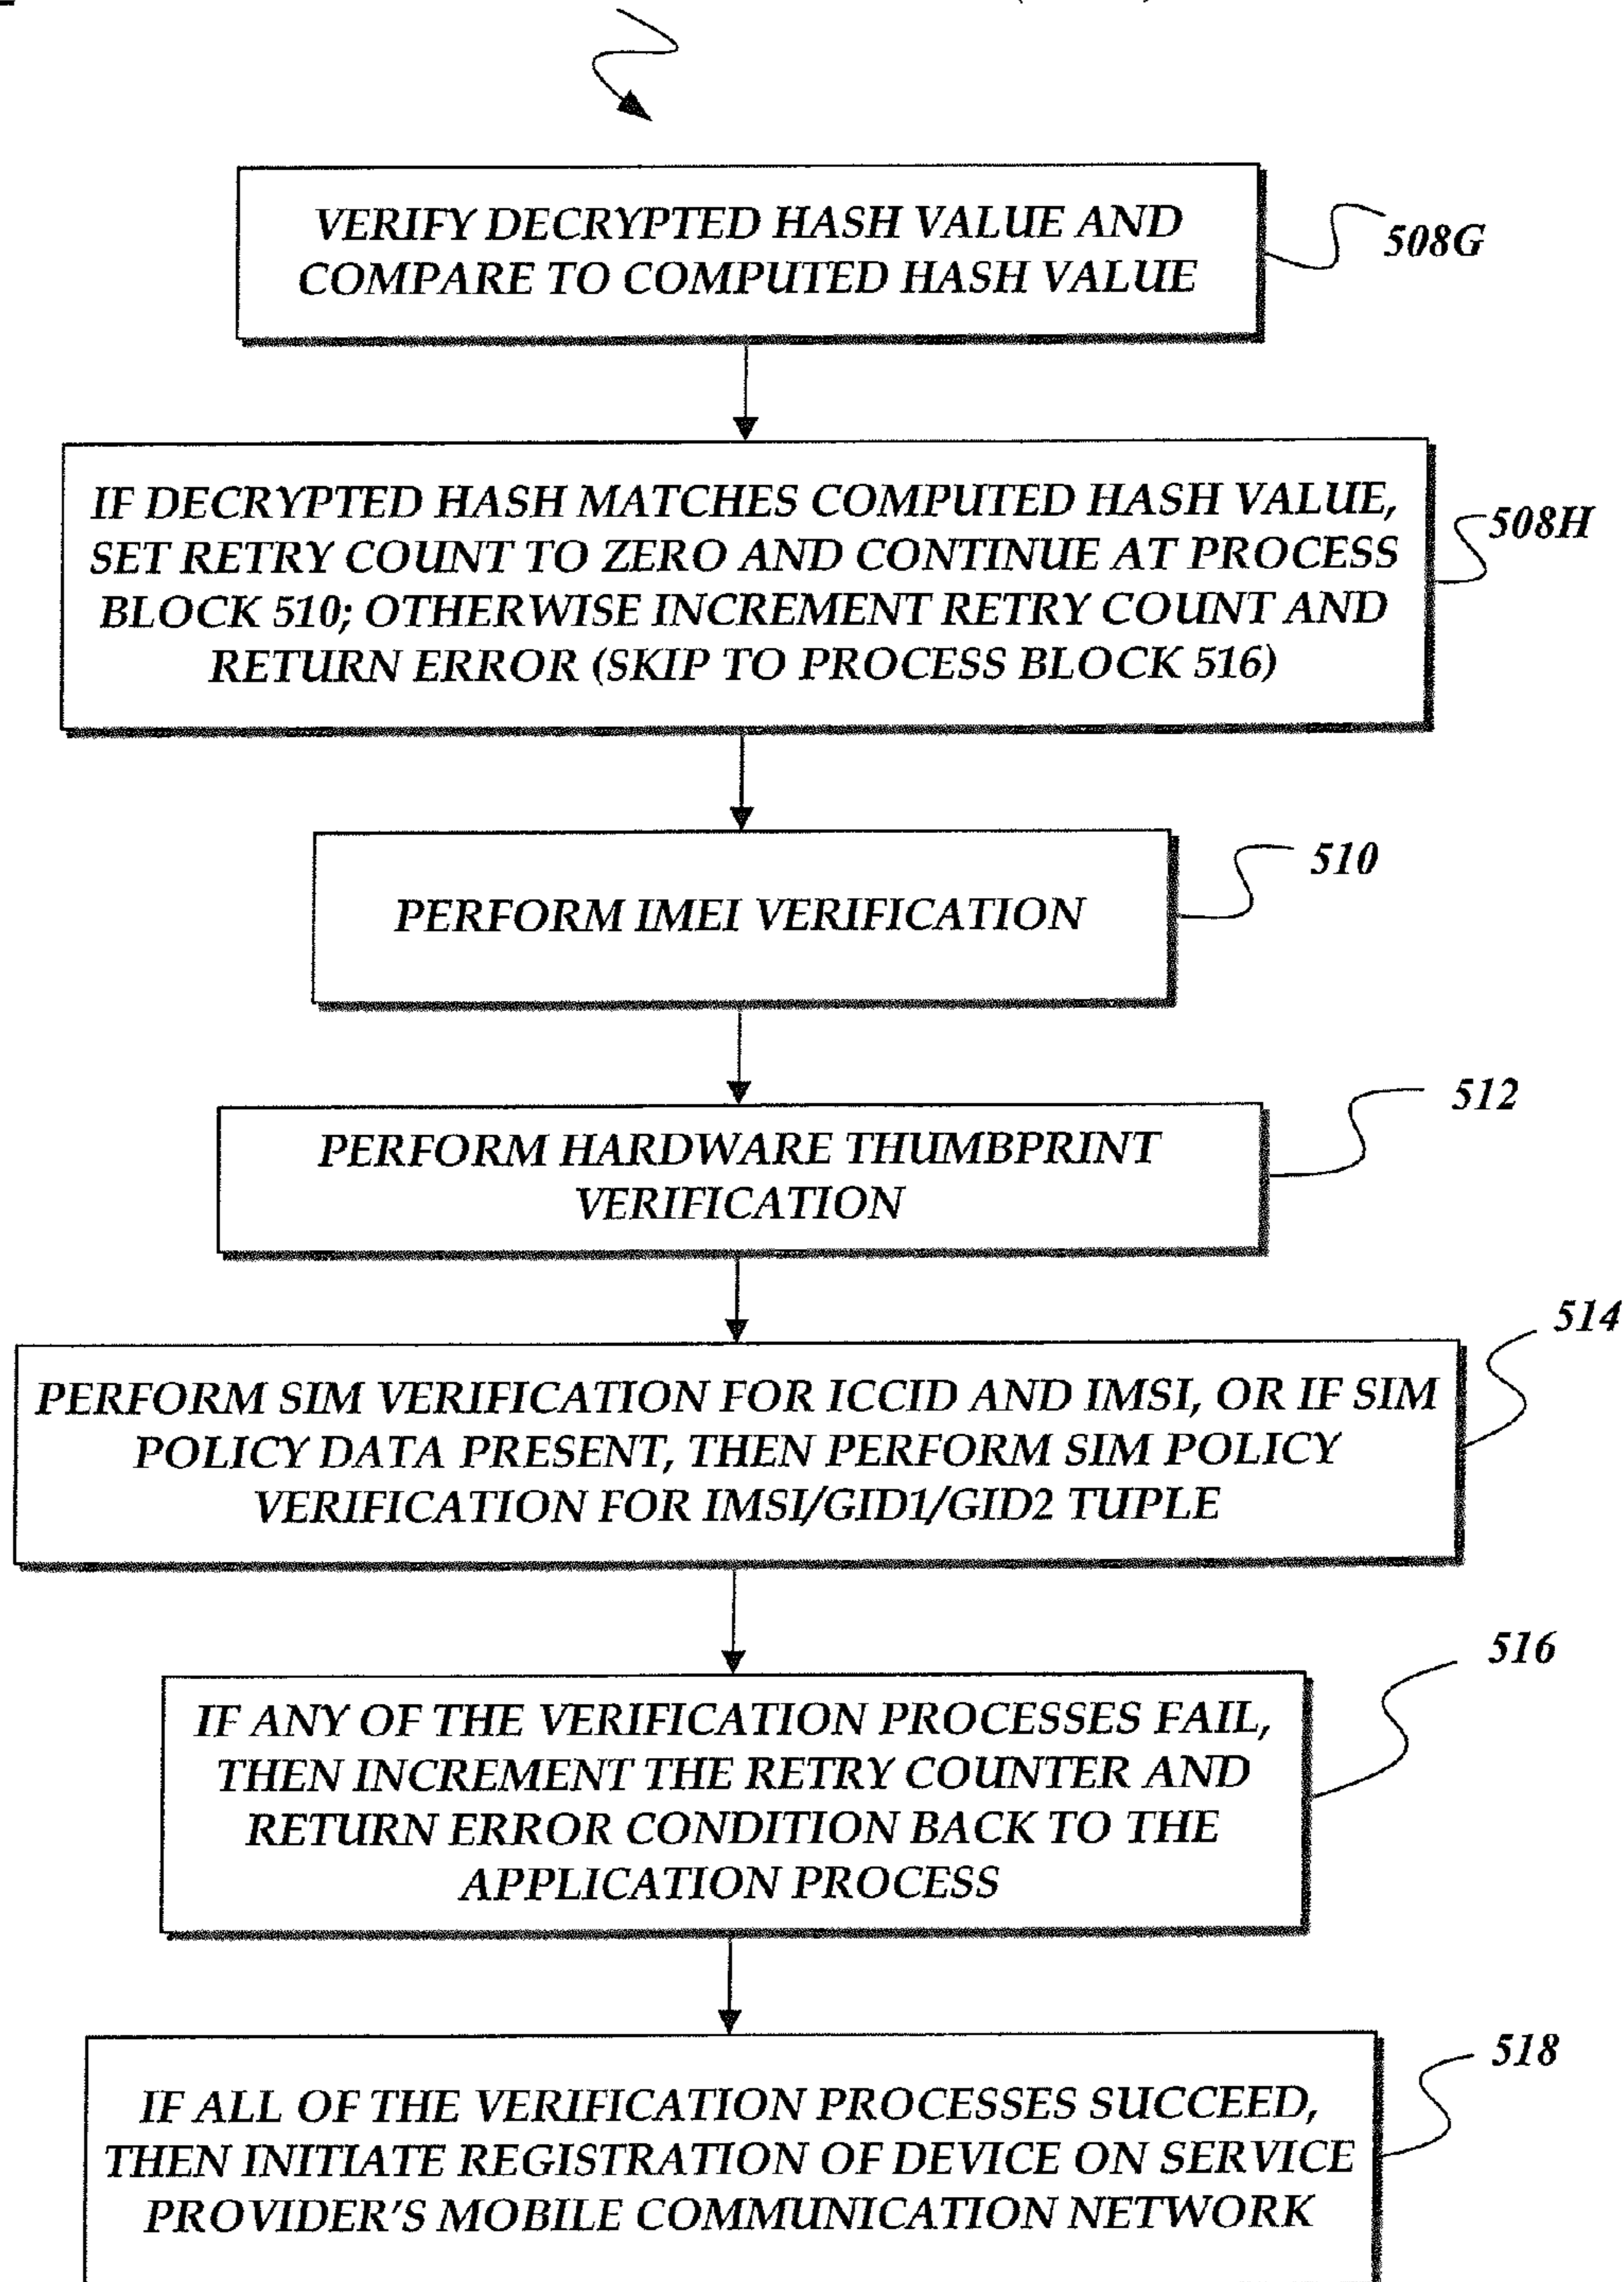 VERIFY DECRYPTED HASH VALUE AND
COMPARE TO COMPUTED HASH VALUE
508G
IF DECRYPTED HASH MATCHES COMPUTED HASH VALUE,
SET RETRY COUNT TO ZERO AND CONTINUE AT PROCESS
BLOCK 510; OTHERWISE INCREMENT RETRY COUNT AND
RETURN ERROR (SKIP TO PROCESS BLOCK 516)
508H
PERFORM IMEI VERIFICATION
510
PERFORM HARDWARE THUMBPRINT
VERIFICATION
512
PERFORM SIM VERIFICATION FOR ICCID AND IMSI, OR IF SIM
POLICY DATA PRESENT, THEN PERFORM SIM POLICY
VERIFICATION FOR IMSI/GID1/GID2 TUPLE
514
IF ANY OF THE VERIFICATION PROCESSES FAIL,
THEN INCREMENT THE RETRY COUNTER AND
RETURN ERROR CONDITION BACK TO THE
APPLICATION PROCESS
516
IF ALL OF THE VERIFICATION PROCESSES SUCCEED,
THEN INITIATE REGISTRATION OF DEVICE ON SERVICE
PROVIDER'S MOBILE COMMUNICATION NETWORK
518